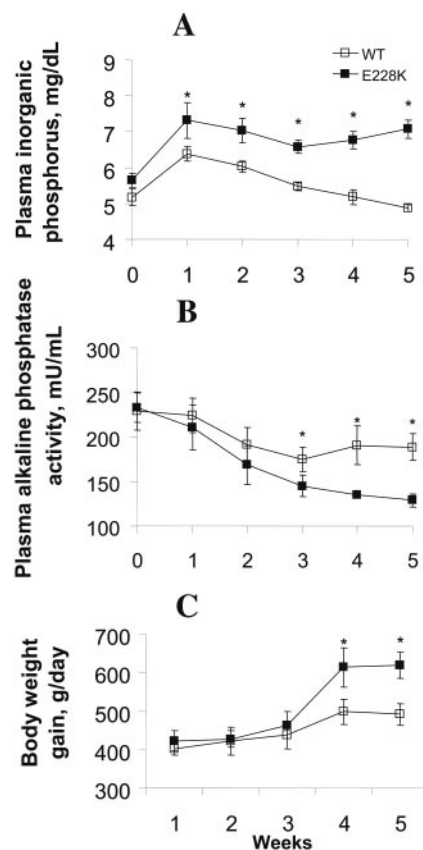 A
Plasma inorganic
phosphorus, mg/dL
9
8
7
6
5
4
WT
E228K
*
*
*
*
*
0 1 2 3 4 5
B
Plasma alkaline phosphatase
activity, mU/mL
300
250
200
150
100
*
*
*
0 1 2 3 4 5
C
Body weight
gain, g/day
700
600
500
400
*
*
1 2 3 4 5
Weeks